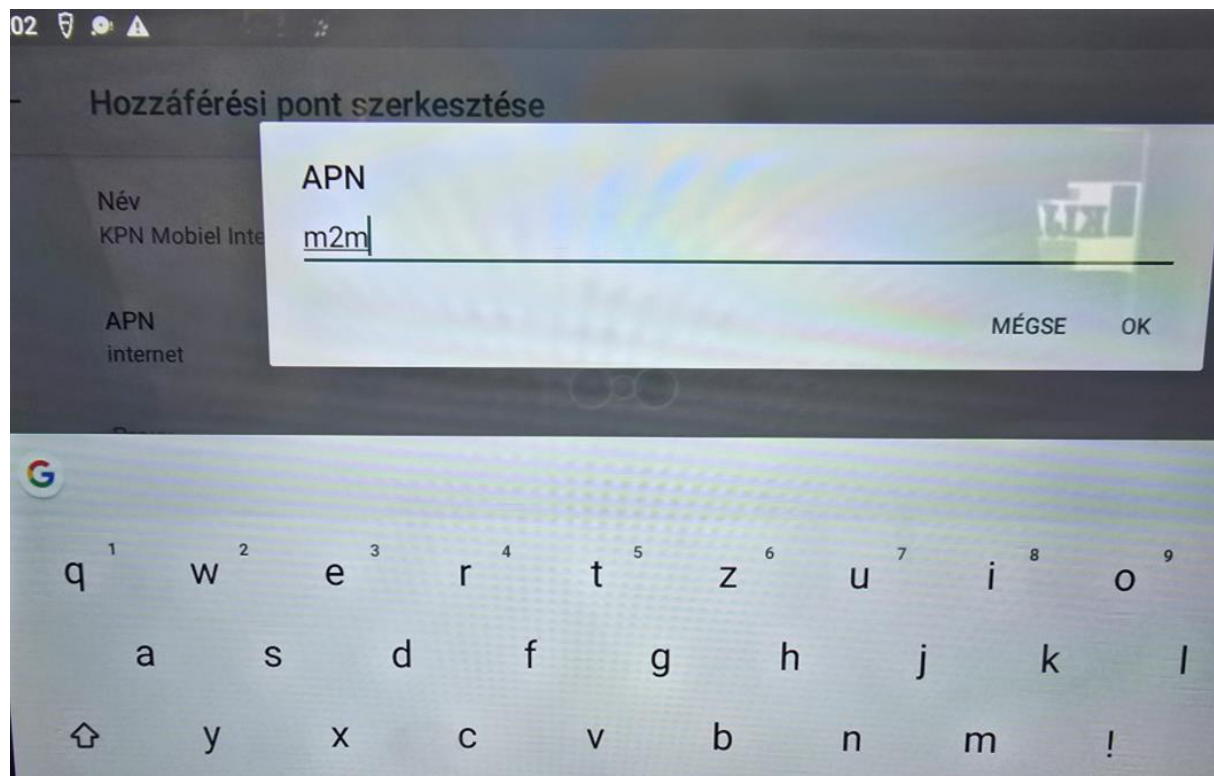 02
Hozzáférési pont szerkesztése
APN
Név
KPN Mobiel Inte
m2m
APN
internet
MÉGSE OK
G
1 2 3 4 5 6 7 8 9
q w e r t z u i o
a s d f g h j k l
y x c v b n m !